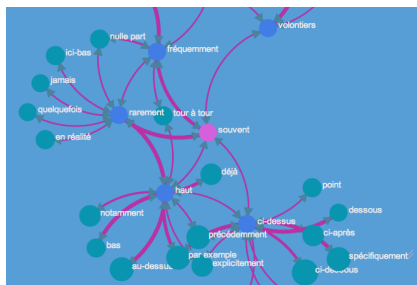 volontiers
nulle part
fréquemment
ici-bas
jamais
quelquefois
rarement
tour à tour
en réalité
souvent
déjà
haut
point
notamment
ci-dessus
dessous
bas
précédemment
ci-après
par exemple
spécifiquement
au-dessus
explicitement
ci-dessous